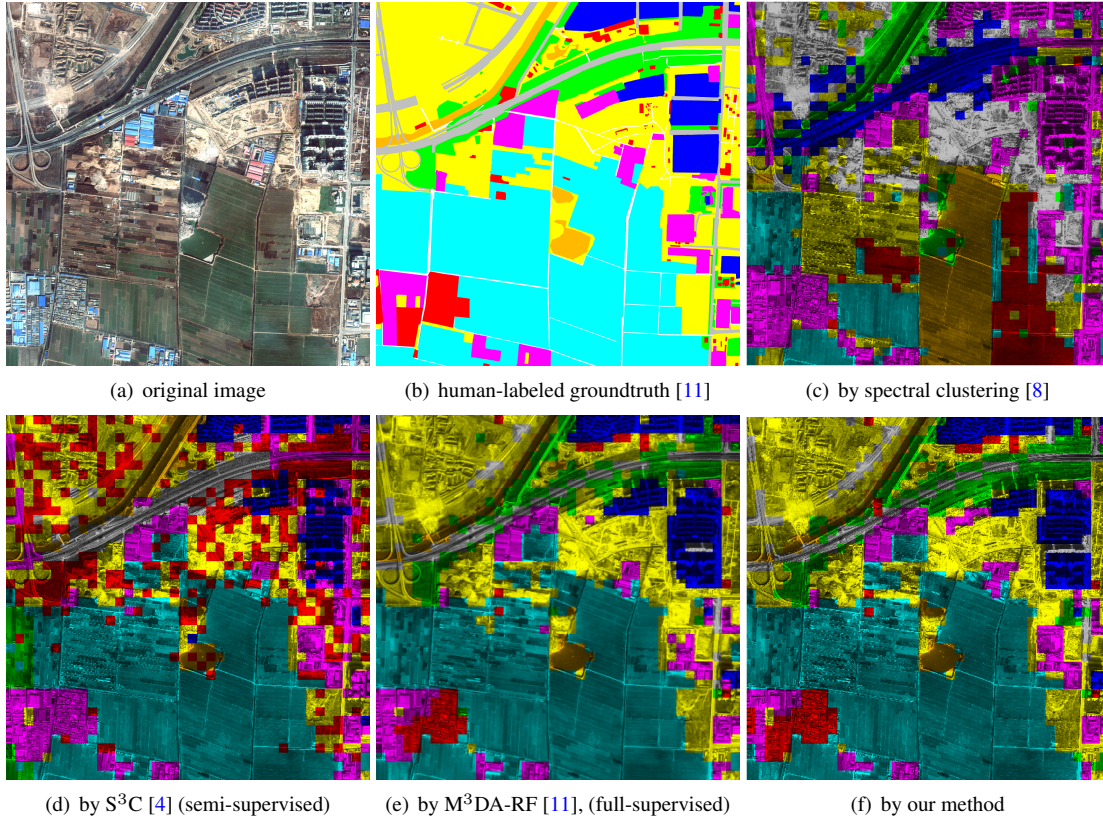 (a) original image
(b) human-labeled groundtruth [11]
(c) by spectral clustering [8]
(d) by S³C [4] (semi-supervised)
(e) by M³DA-RF [11], (full-supervised)
(f) by our method